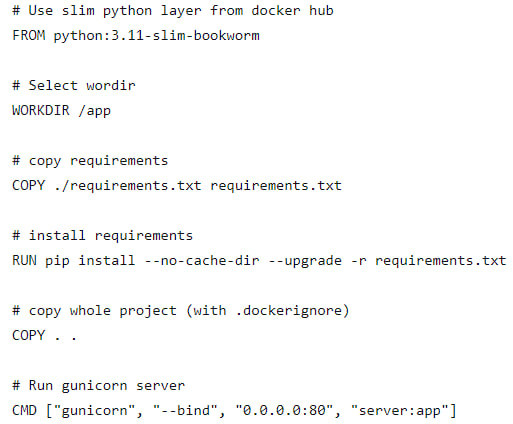 # Use slim python layer from docker hub
FROM python:3.11-slim-bookworm
# Select wordir
WORKDIR /app
# copy requirements
COPY ./requirements.txt requirements.txt
# install requirements
RUN pip install --no-cache-dir --upgrade -r requirements.txt
# copy whole project (with .dockerignore)
COPY . .
# Run gunicorn server
CMD ["gunicorn", "--bind", "0.0.0.0:80", "server:app"]